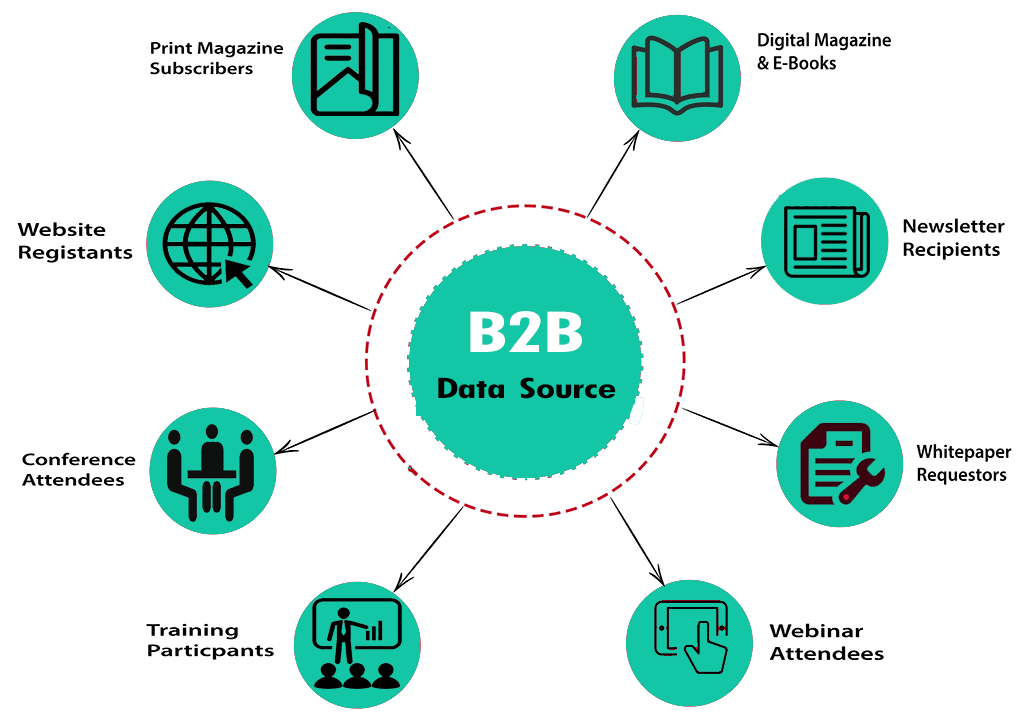 Print Magazine
Subscribers
Digital Magazine
& E-Books
Website
Registants
Newsletter
Recipients
B2B
Data Source
Conference
Attendees
Whitepaper
Requestors
Training
Particpants
Webinar
Attendees